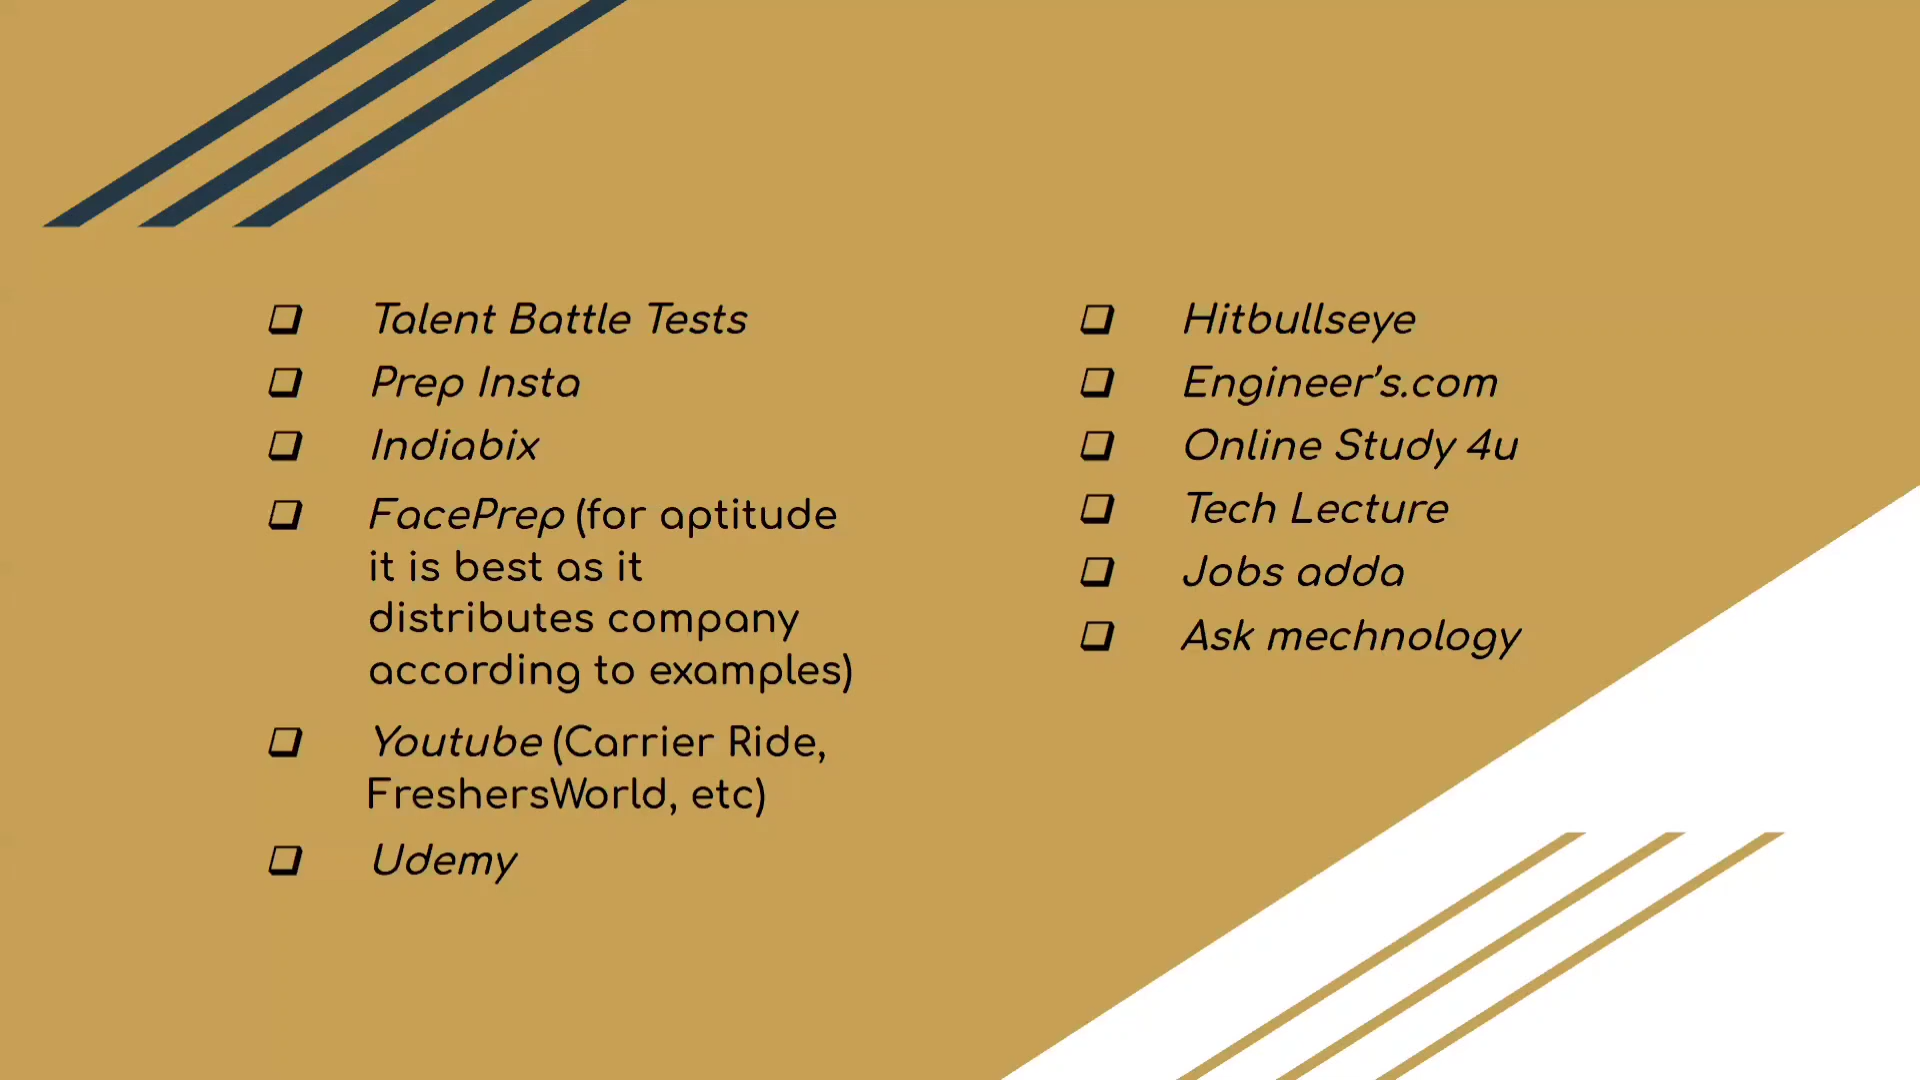 Talent Battle Tests
Prep Insta
Indiabix
FacePrep (for aptitude
it is best as it
distributes company
according to examples)
Youtube (Carrier Ride,
FreshersWorld, etc)
Udemy
Hitbullseye
Engineer's.com
Online Study 4u
Tech Lecture
Jobs adda
Ask mechnology